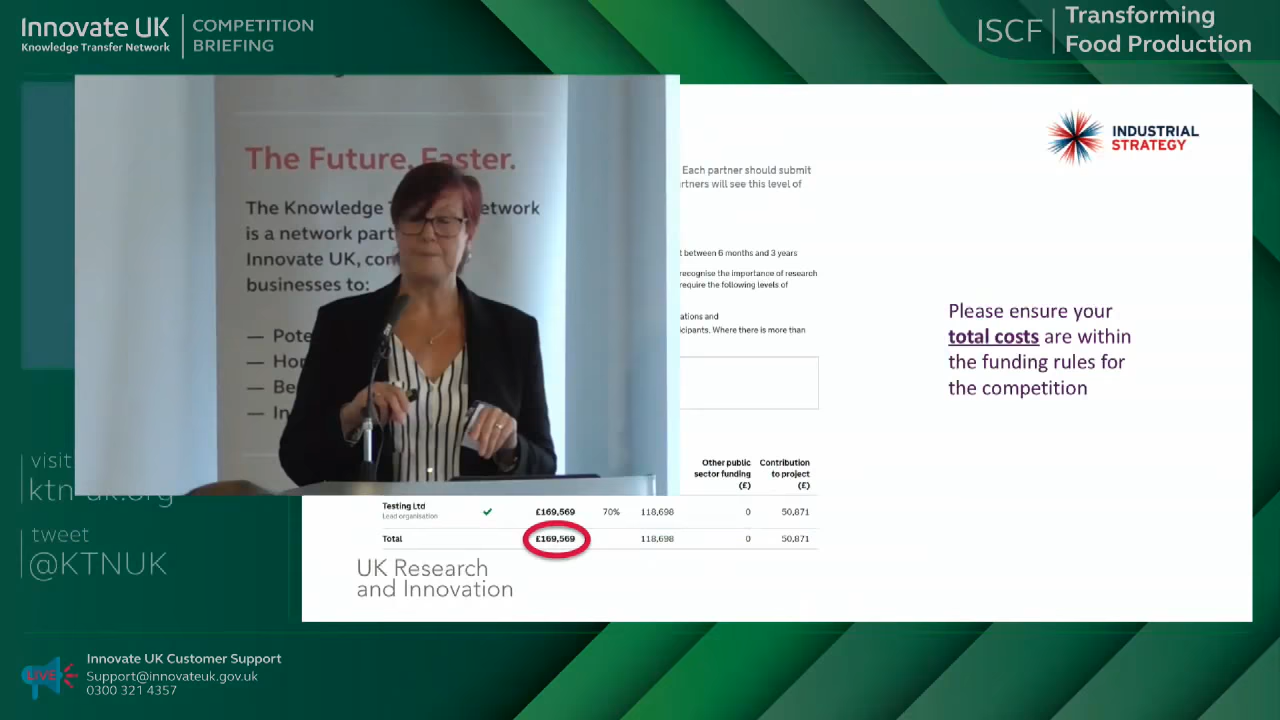 Innovate UK
Knowledge Transfer Network
COMPETITION
BRIEFING
ISCF
Transforming
Food Production
The Future. Faster.
The Knowledge T etwork
is a network part
Innovate UK, con
businesses to:
— Pote
— Hor
— Be
— In
INDUSTRIAL
STRATEGY
Each partner should submit
rtners will see this level of
t between 6 months and 3 years
recognise the importance of research
require the following levels of
ations and
icipants. Where there is more than
Please ensure your
total costs are within
the funding rules for
the competition
Other public
sector funding
(£)
Contribution
to project
(£)
Testing Ltd
Lead organisation
£169,569 70% 118,698 0 50,871
Total £169,569 118,698 0 50,871
UK Research
and Innovation
visit
ktn-uk.org
tweet
@KTNUK
LIVE
Innovate UK Customer Support
Support@innovateuk.gov.uk
0300 321 4357